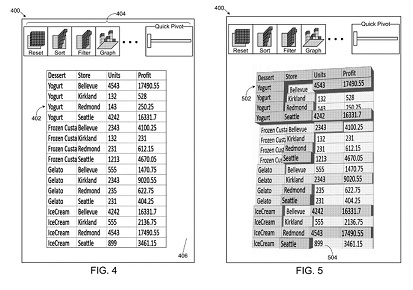 400
404
Quick Pivot
Reset Sort Filter Graph
Dessert Store Units Profit
Yogurt Bellevue 4543 17490.55
Yogurt Kirkland 132 528
402 Yogurt Redmond 143 250.25
Yogurt Seattle 4242 16331.7
Frozen Custa Bellevue 2343 4100.25
Frozen Custa Kirkland 132 231
Frozen Custa Redmond 231 612.15
Frozen Custa Seattle 1213 4670.05
Gelato Bellevue 555 1470.75
Gelato Kirkland 2343 9020.55
Gelato Redmond 235 622.75
Gelato Seattle 231 404.25
IceCream Bellevue 4242 16331.7
IceCream Kirkland 555 2136.75
IceCream Redmond 4543 17490.55
IceCream Seattle 899 3461.15
406
FIG. 4
400
Quick Pivot
Reset Sort Filter Graph
Dessert Store Units Profit
502 Yogurt Bellevue 4543 17490.55
Yogurt Kirkland 132 528
Yogurt Redmond 143 250.25
Yogurt Seattle 4242 16331.7
Frozen Custa Bellevue 2343 4100.25
Frozen Cust Kirkland 132 231
Frozen Cu Redmond 231 612.15
Frozen Cu Seattle 1213 4670.05
Gelato Bellevue 555 1470.75
Gelato Kirkland 2343 9020.55
Gelato Redmond 235 622.75
Gelato Seattle 231 404.25
IceCream Bellevue 4242 16331.7
IceCream Kirkland 555 2136.75
IceCream Redmond 4543 17490.55
IceCream Seattle 899 3461.15
504
FIG. 5